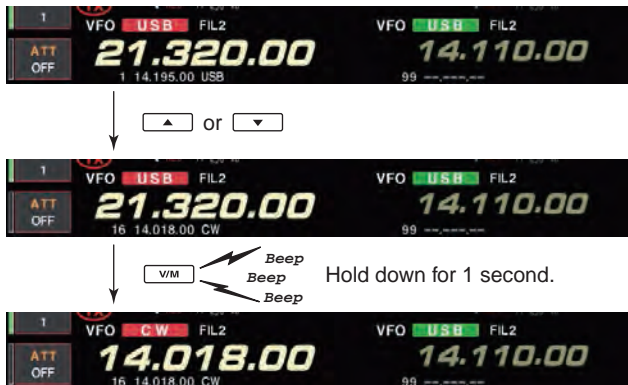 1 VFO USB FIL2 VFO USB FIL2
ATT OFF 21.320.00 14.110.00
1 14.195.00 USB 99 --.---.--
▲ or ▼
1 VFO USB FIL2 VFO USB FIL2
ATT OFF 21.320.00 14.110.00
16 14.018.00 CW 99 --.---.--
Beep
V/M Beep Hold down for 1 second.
Beep
1 VFO CW FIL2 VFO USB FIL2
ATT OFF 14.018.00 14.110.00
16 14.018.00 CW 99 --.---.--